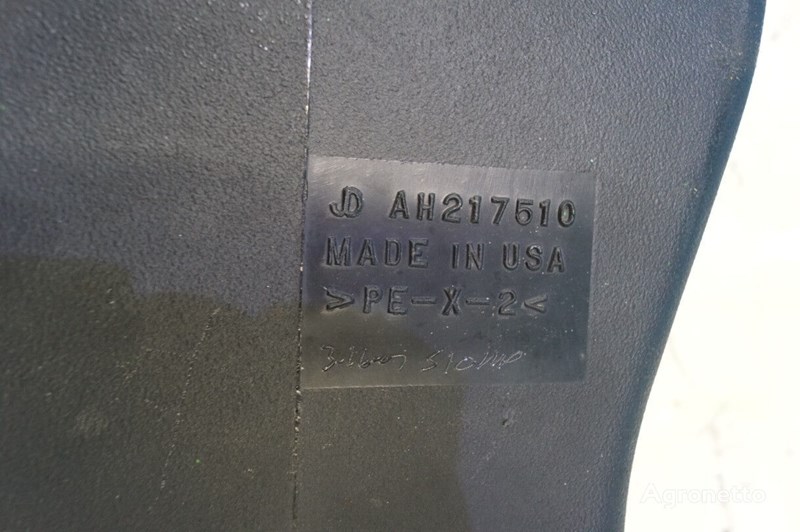 JD AH217510
MADE IN USA
>PE-X-2<
Agronetto